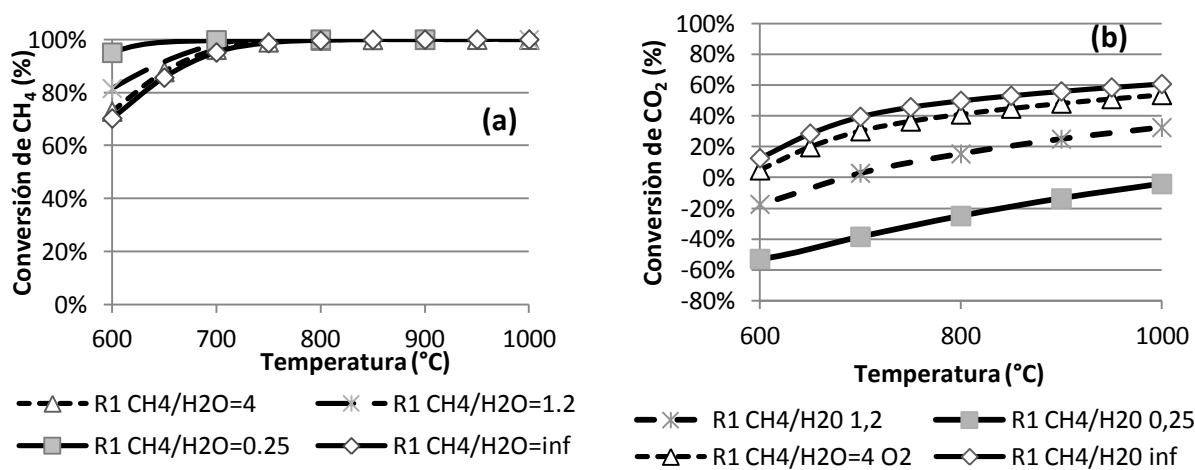 Conversión de CH4 (%)
100%
80%
60%
40%
20%
0%
(a)
600 700 800 900 1000
Temperatura (°C)
R1 CH4/H2O=4 R1 CH4/H2O=1.2
R1 CH4/H2O=0.25 R1 CH4/H2O=inf
Conversiòn de CO2 (%)
100%
80%
60%
40%
20%
0%
-20%
-40%
-60%
-80%
(b)
600 800 1000
Temperatura (°C)
R1 CH4/H20 1,2 R1 CH4/H20 0,25
R1 CH4/H2O=4 O2 R1 CH4/H20 inf